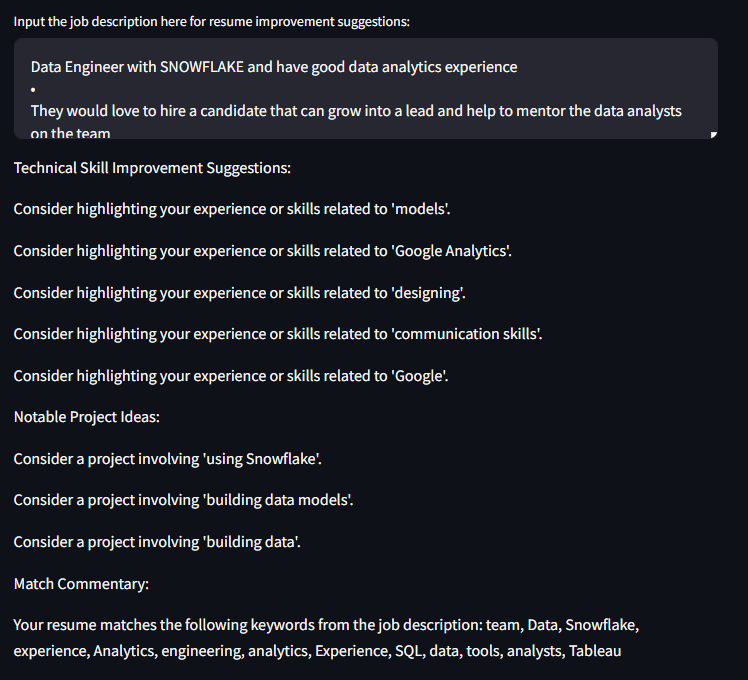 Input the job description here for resume improvement suggestions:
Data Engineer with SNOWFLAKE and have good data analytics experience
•
They would love to hire a candidate that can grow into a lead and help to mentor the data analysts
on the team
Technical Skill Improvement Suggestions:
Consider highlighting your experience or skills related to 'models'.
Consider highlighting your experience or skills related to 'Google Analytics'.
Consider highlighting your experience or skills related to 'designing'.
Consider highlighting your experience or skills related to 'communication skills'.
Consider highlighting your experience or skills related to 'Google'.
Notable Project Ideas:
Consider a project involving 'using Snowflake'.
Consider a project involving 'building data models'.
Consider a project involving 'building data'.
Match Commentary:
Your resume matches the following keywords from the job description: team, Data, Snowflake,
experience, Analytics, engineering, analytics, Experience, SQL, data, tools, analysts, Tableau